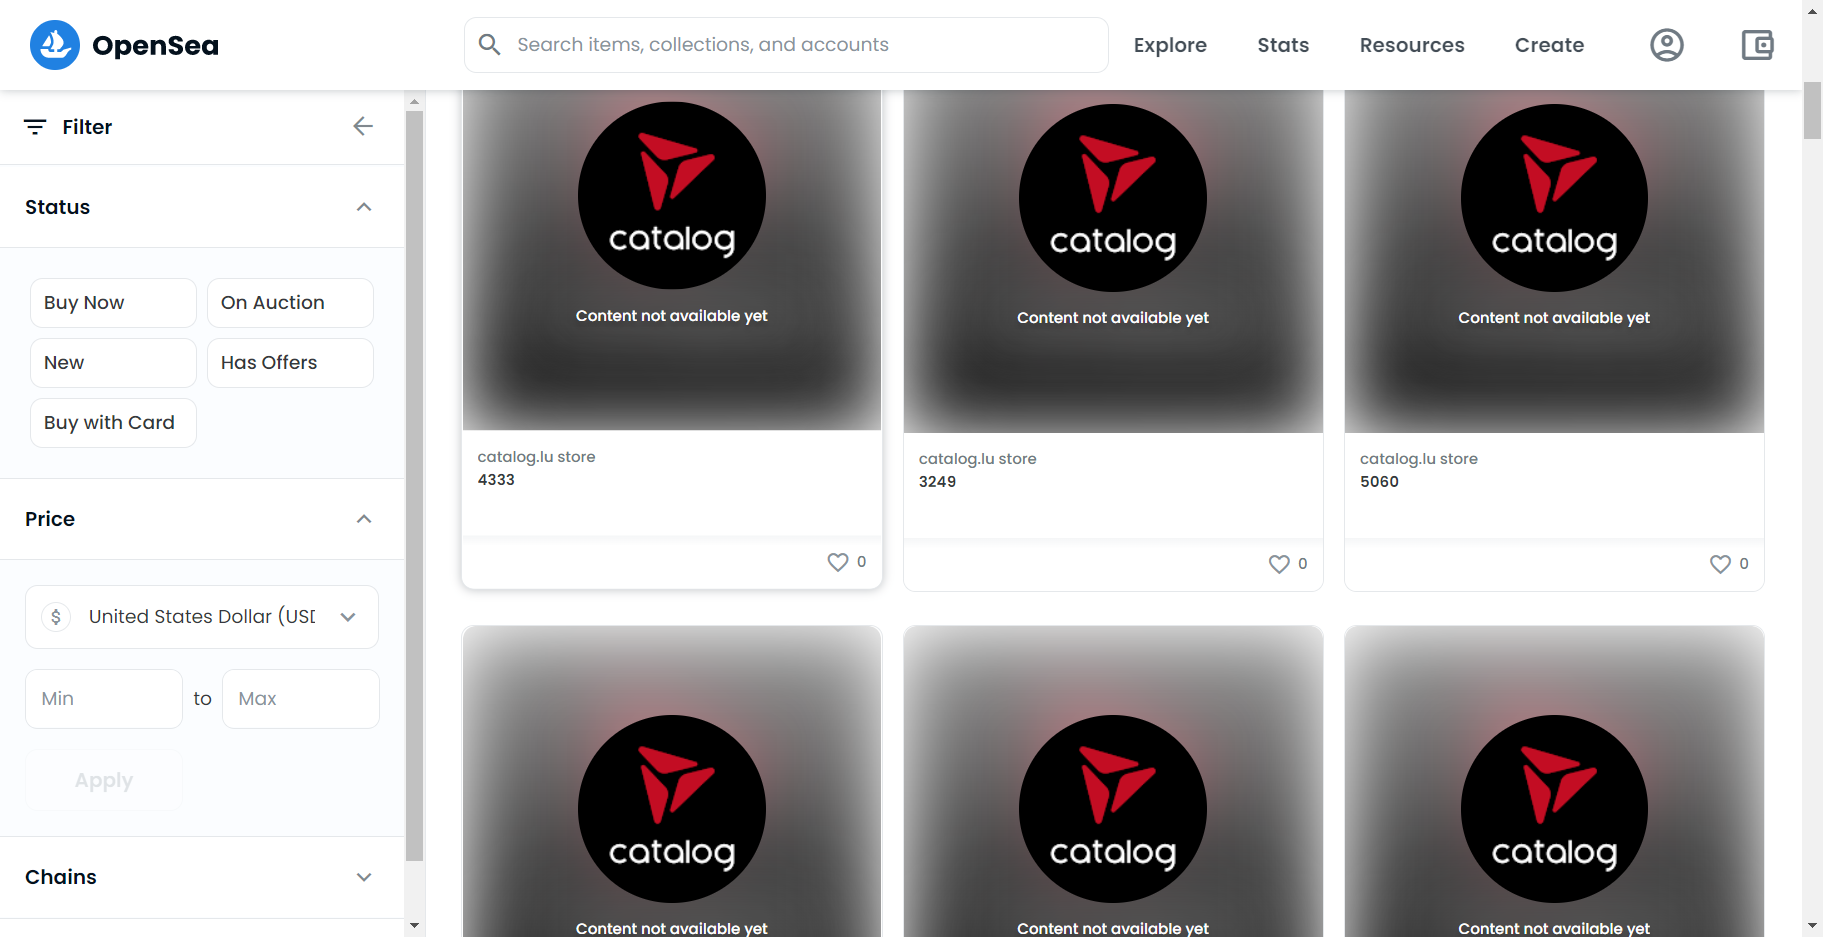 OpenSea
Search items, collections, and accounts
Explore
Stats
Resources
Create
Filter
Status
Buy Now
On Auction
New
Has Offers
Buy with Card
Price
$
United States Dollar (USD
Min
to
Max
Apply
Chains
catalog
Content not available yet
catalog.lu store
4333
0
catalog
Content not available yet
catalog.lu store
3249
0
catalog
Content not available yet
catalog.lu store
5060
0
catalog
Content not available yet
catalog
Content not available yet
catalog
Content not available yet